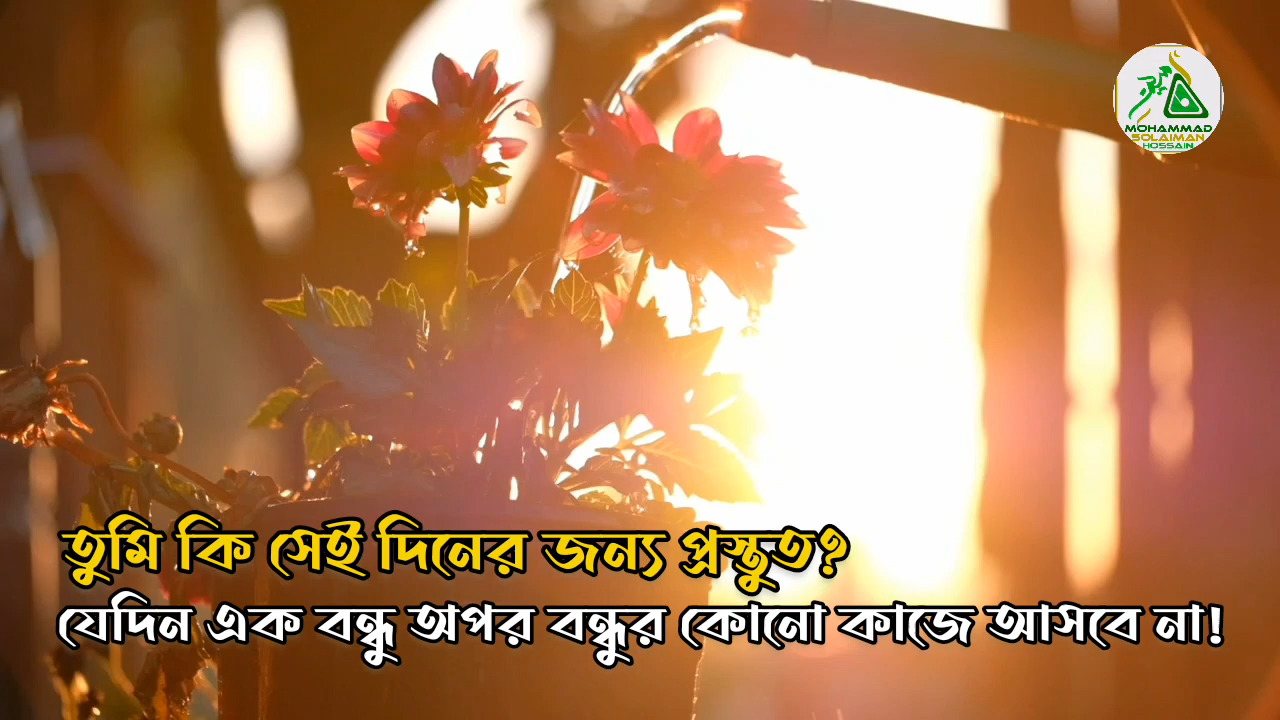 MOHAMMAD
SOLAIMAN
HOSSAIN
তুমি কি সেই দিনের জন্য প্রস্তুত?
যেদিন এক বন্ধু অপর বন্ধুর কোনো কাজে আসবে না!